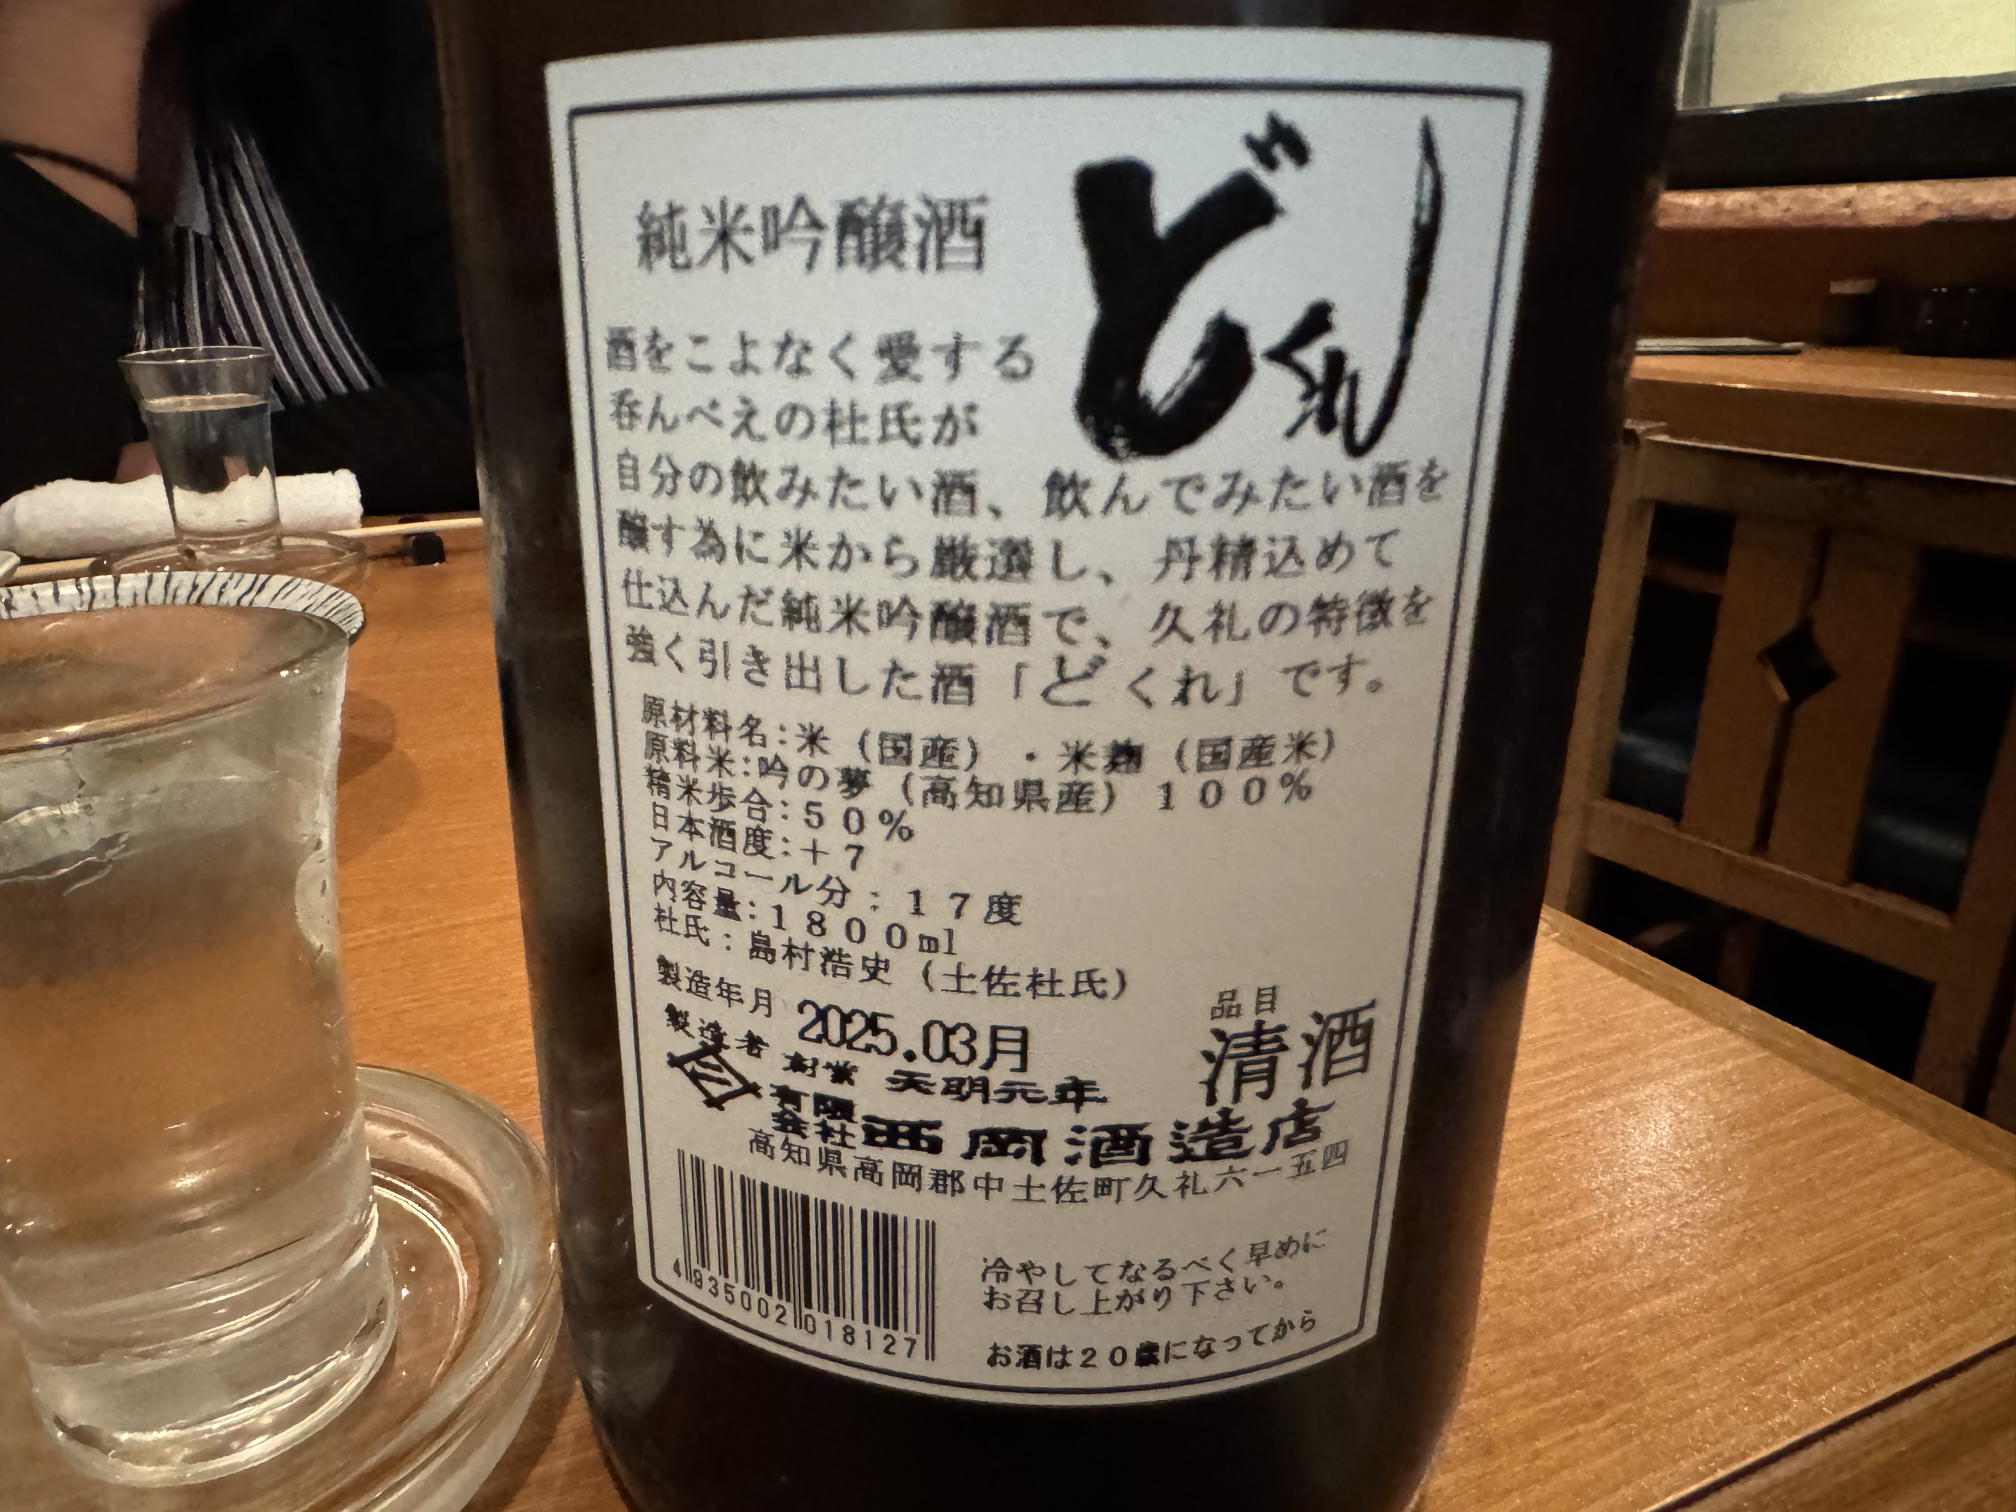 どくれ
純米吟醸酒
酒をこよなく愛する
呑んべえの杜氏が
自分の飲みたい酒、飲んでみたい酒を
醸す為に米から厳選し、丹精込めて
仕込んだ純米吟醸酒で、久礼の特徴を
強く引き出した酒「どくれ」です。
原材料名:米(国産)・米麹(国産米)
原料米:吟の夢(高知県産)100%
精米歩合:50%
日本酒度:+7
アルコール分:17度
内容量:1800ml
杜氏:島村浩史(土佐杜氏)
製造年月 2025.03月
品目
清酒
製造者
創業 天明元年
有限会社 西岡酒造店
高知県高岡郡中土佐町久礼六一五四
4935002018127
冷やしてなるべく早めに
お召し上がり下さい。
お酒は20歳になってから